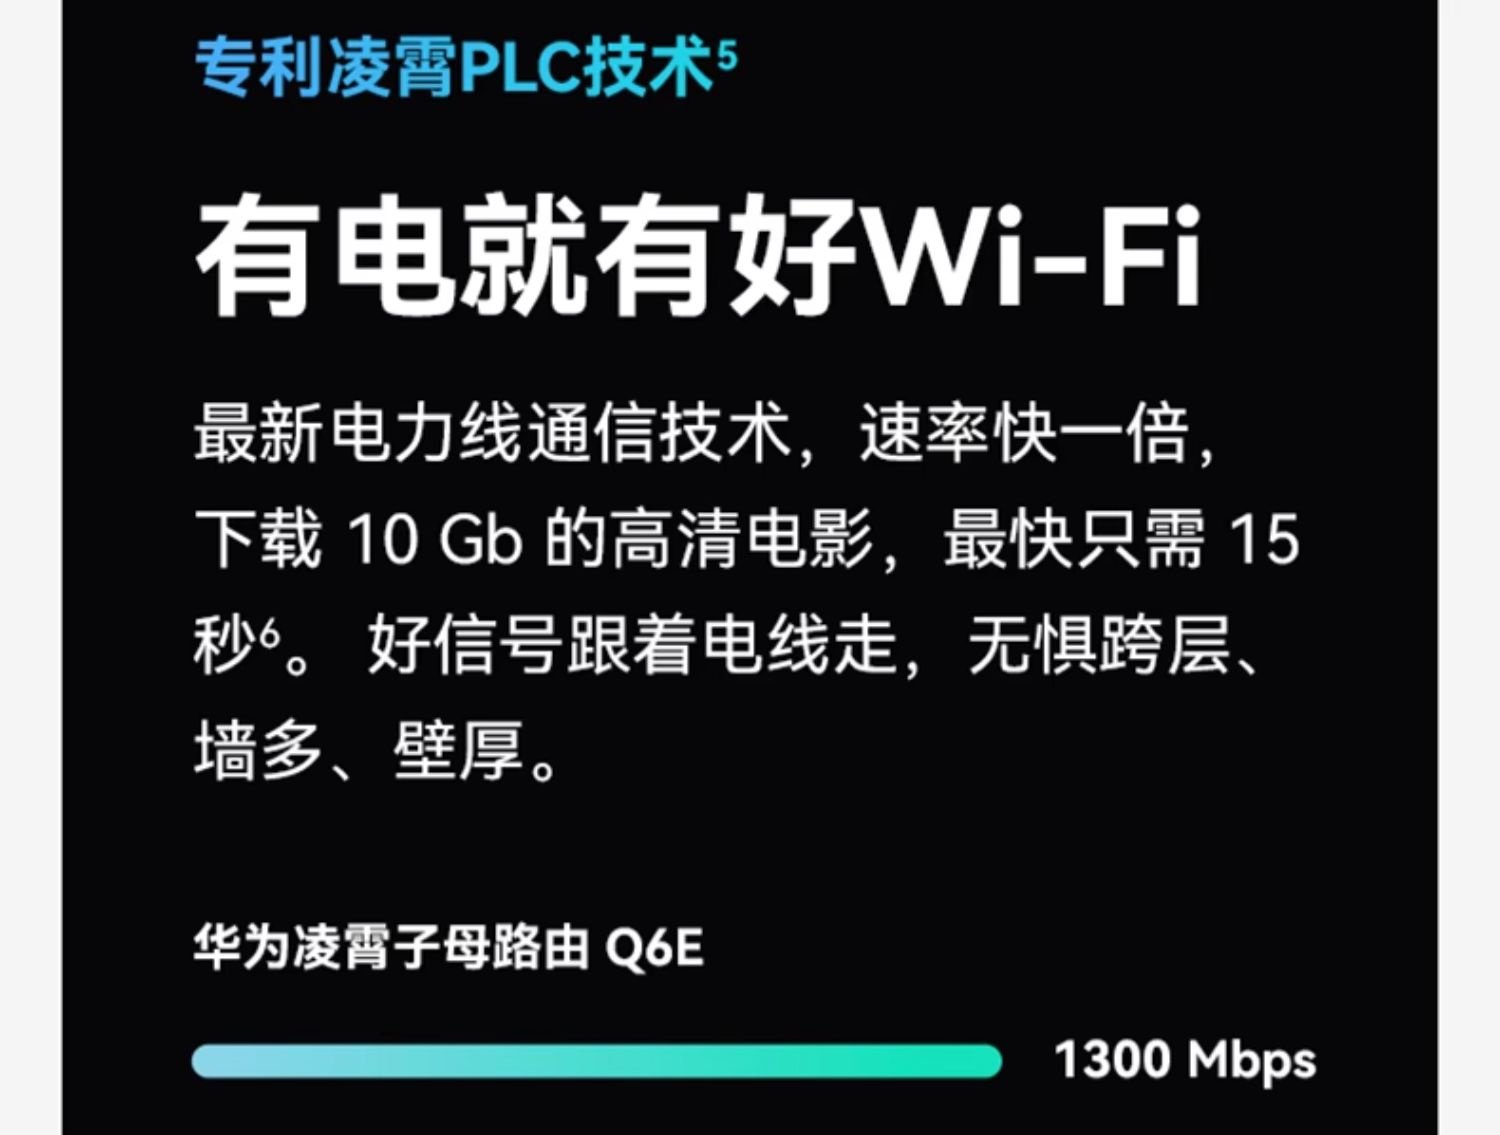 专利凌霄PLC技术⁵
有电就有好Wi-Fi
最新电力线通信技术，速率快一倍，
下载 10 Gb 的高清电影，最快只需 15
秒⁶。 好信号跟着电线走，无惧跨层、
墙多、壁厚。
华为凌霄子母路由 Q6E
1300 Mbps